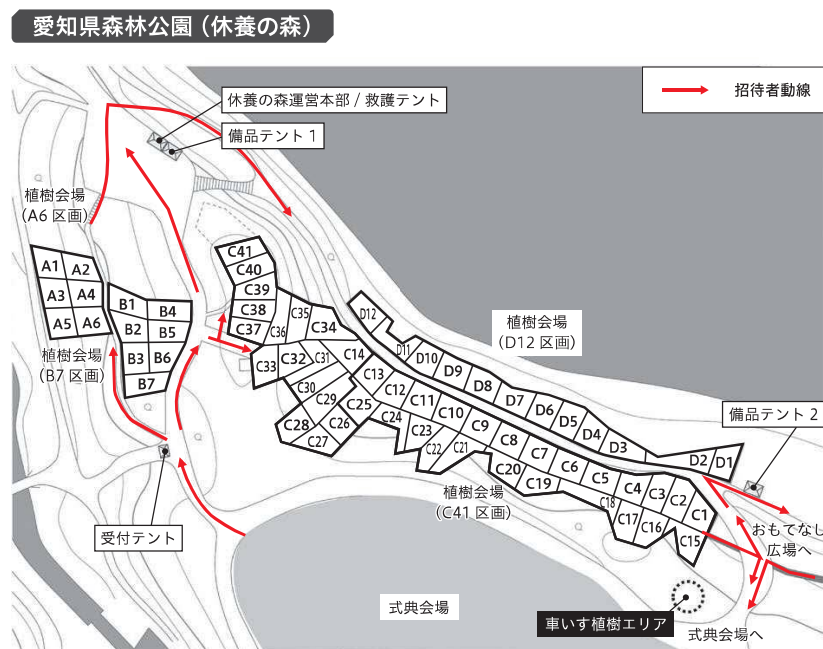 愛知県森林公園（休養の森）
招待者動線
休養の森運営本部 / 救護テント
備品テント 1
植樹会場
（A6 区画）
A1 A2
A3 A4
A5 A6
植樹会場
（B7 区画）
B1 B4
B2 B5
B3 B6
B7
C41
C40
C39
C38
C37
C36
C35
C34
C33
C32
C31
C30
C29
C28
C27
C26
C25
C14
C13
C12
C11
C10
C9
C8
C7
C6
C5
C4
C3
C2
C1
C24
C23
C22
C21
C20
C19
C18
C17
C16
C15
植樹会場
（C41 区画）
D12
D11
D10
D9
D8
D7
D6
D5
D4
D3
D2
D1
植樹会場
（D12 区画）
備品テント 2
おもてなし
広場へ
受付テント
式典会場
車いす植樹エリア
式典会場へ